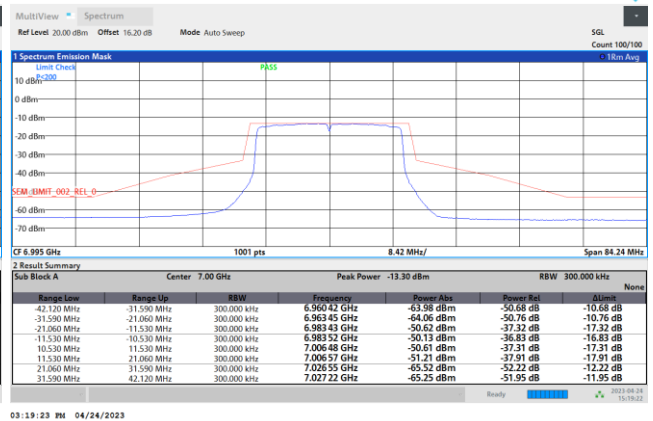 MultiView Spectrum
Ref Level 20.00 dBm Offset 16.20 dB Mode Auto Sweep SGL
Count 100/100
1 Spectrum Emission Mask 1Rm Avg
Limit Check PASS
P<200
10 dBm
0 dBm
-10 dBm
-20 dBm
-30 dBm
-40 dBm
SEM_LIMIT_002_REL_0
-60 dBm
-70 dBm
CF 6.995 GHz 1001 pts 8.42 MHz/ Span 84.24 MHz
2 Result Summary
Sub Block A Center 7.00 GHz Peak Power -13.30 dBm RBW 300.000 kHz
None
Range Low Range Up RBW Frequency Power Abs Power Rel ΔLimit
-42.120 MHz -31.590 MHz 300.000 kHz 6.960 42 GHz -63.98 dBm -50.68 dB -10.68 dB
-31.590 MHz -21.060 MHz 300.000 kHz 6.963 45 GHz -64.06 dBm -50.76 dB -10.76 dB
-21.060 MHz -11.530 MHz 300.000 kHz 6.983 43 GHz -50.62 dBm -37.32 dB -17.32 dB
-11.530 MHz -10.530 MHz 300.000 kHz 6.983 52 GHz -50.13 dBm -36.83 dB -16.83 dB
10.530 MHz 11.530 MHz 300.000 kHz 7.006 48 GHz -50.61 dBm -37.31 dB -17.31 dB
11.530 MHz 21.060 MHz 300.000 kHz 7.006 57 GHz -51.21 dBm -37.91 dB -17.91 dB
21.060 MHz 31.590 MHz 300.000 kHz 7.026 55 GHz -65.52 dBm -52.22 dB -12.22 dB
31.590 MHz 42.120 MHz 300.000 kHz 7.027 22 GHz -65.25 dBm -51.95 dB -11.95 dB
Ready 2023-04-24
15:19:22
03:19:23 PM 04/24/2023